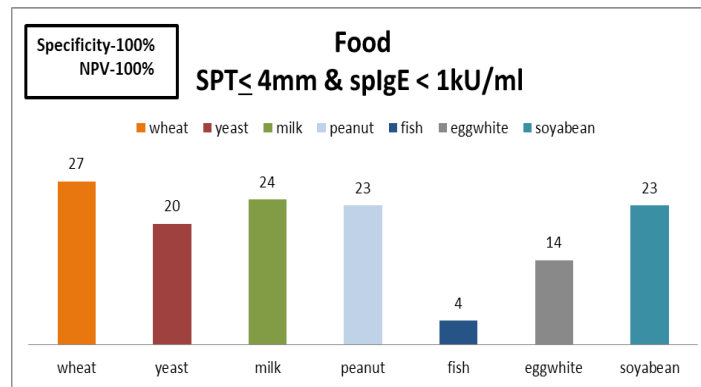 Specificity-100%
NPV-100%
Food
SPT≤ 4mm & spIgE < 1kU/ml
wheat yeast milk peanut fish eggwhite soyabean
27
20
24
23
4
14
23
wheat yeast milk peanut fish eggwhite soyabean